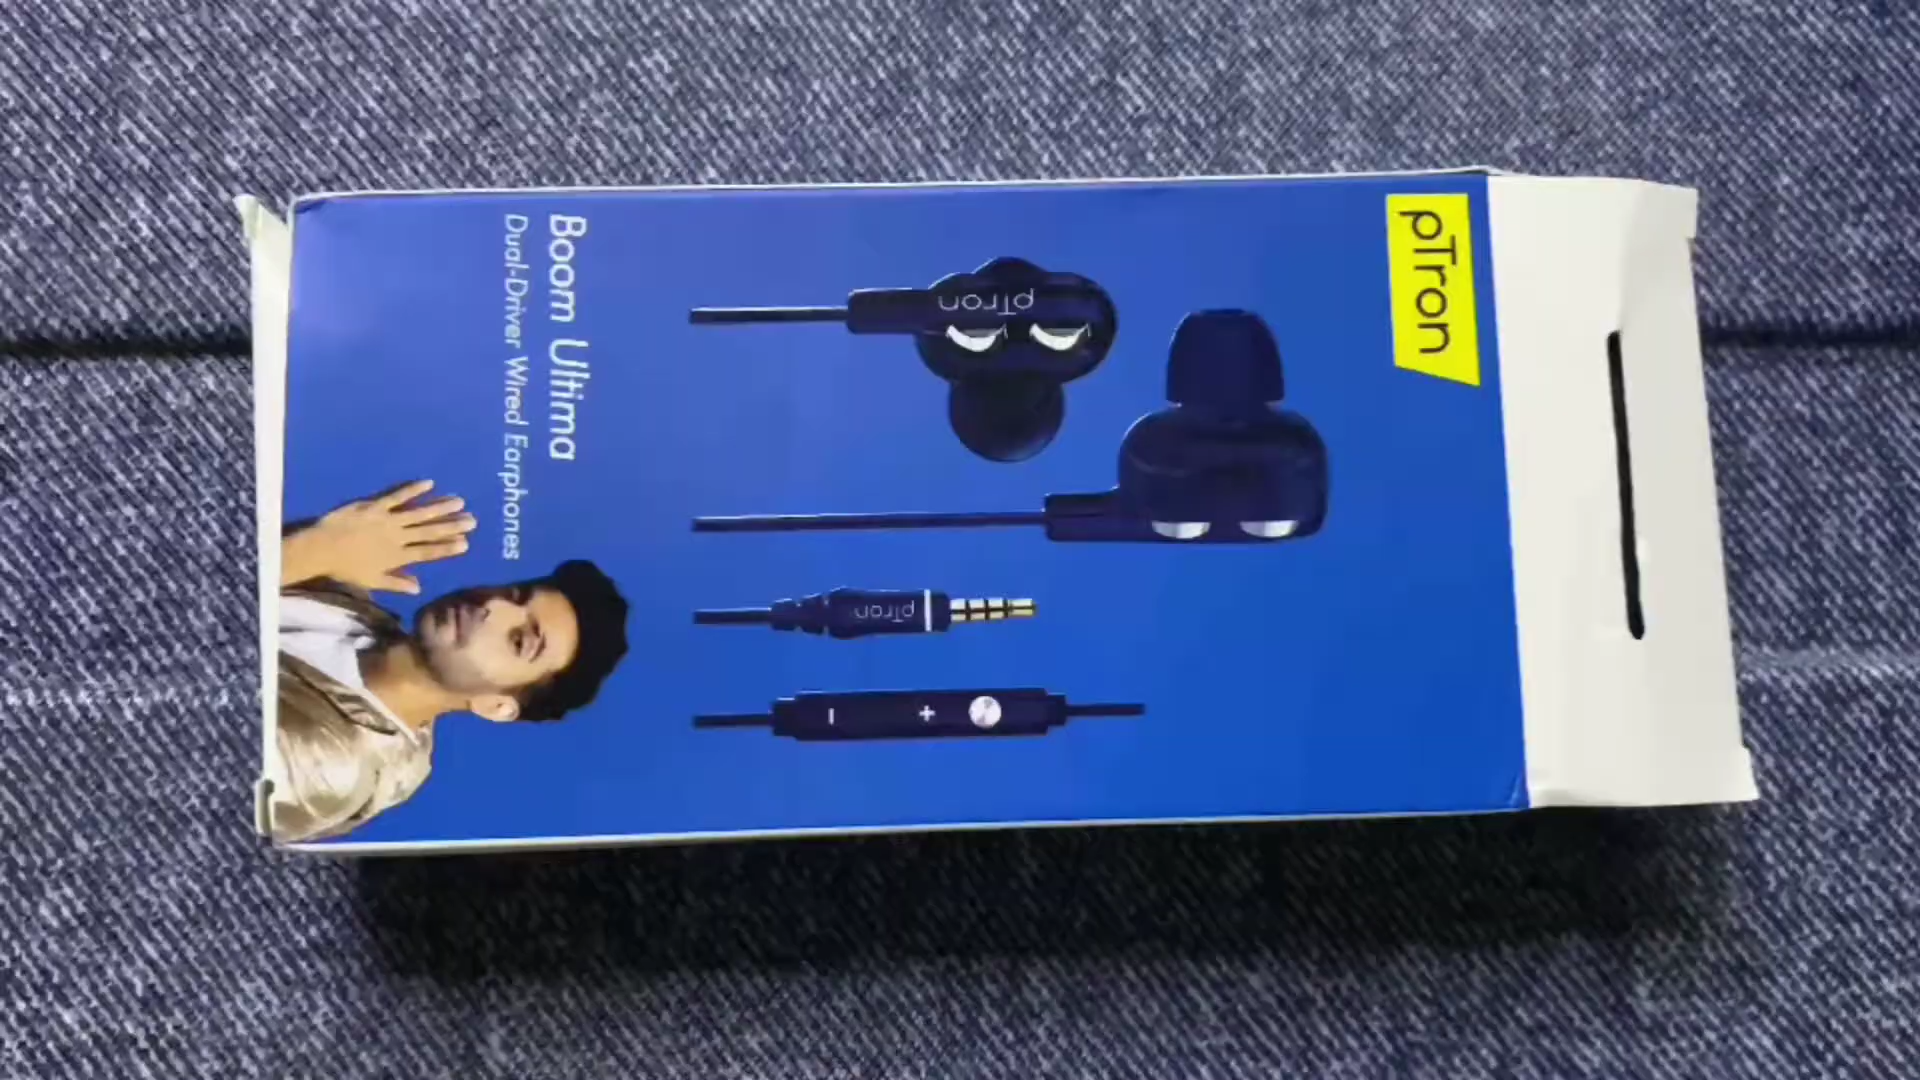 pTron
pTron
pTron
- +
Boom Ultima
Dual-Driver Wired Earphones